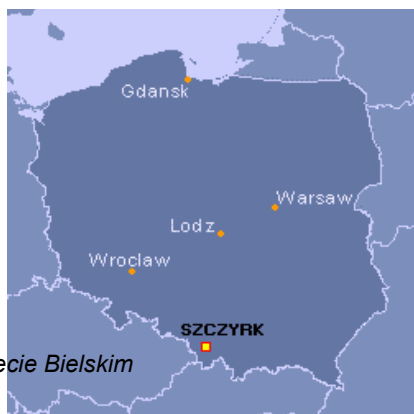 Gdansk
Warsaw
Lodz
Wroclaw
SZCZYRK
ecie Bielskim